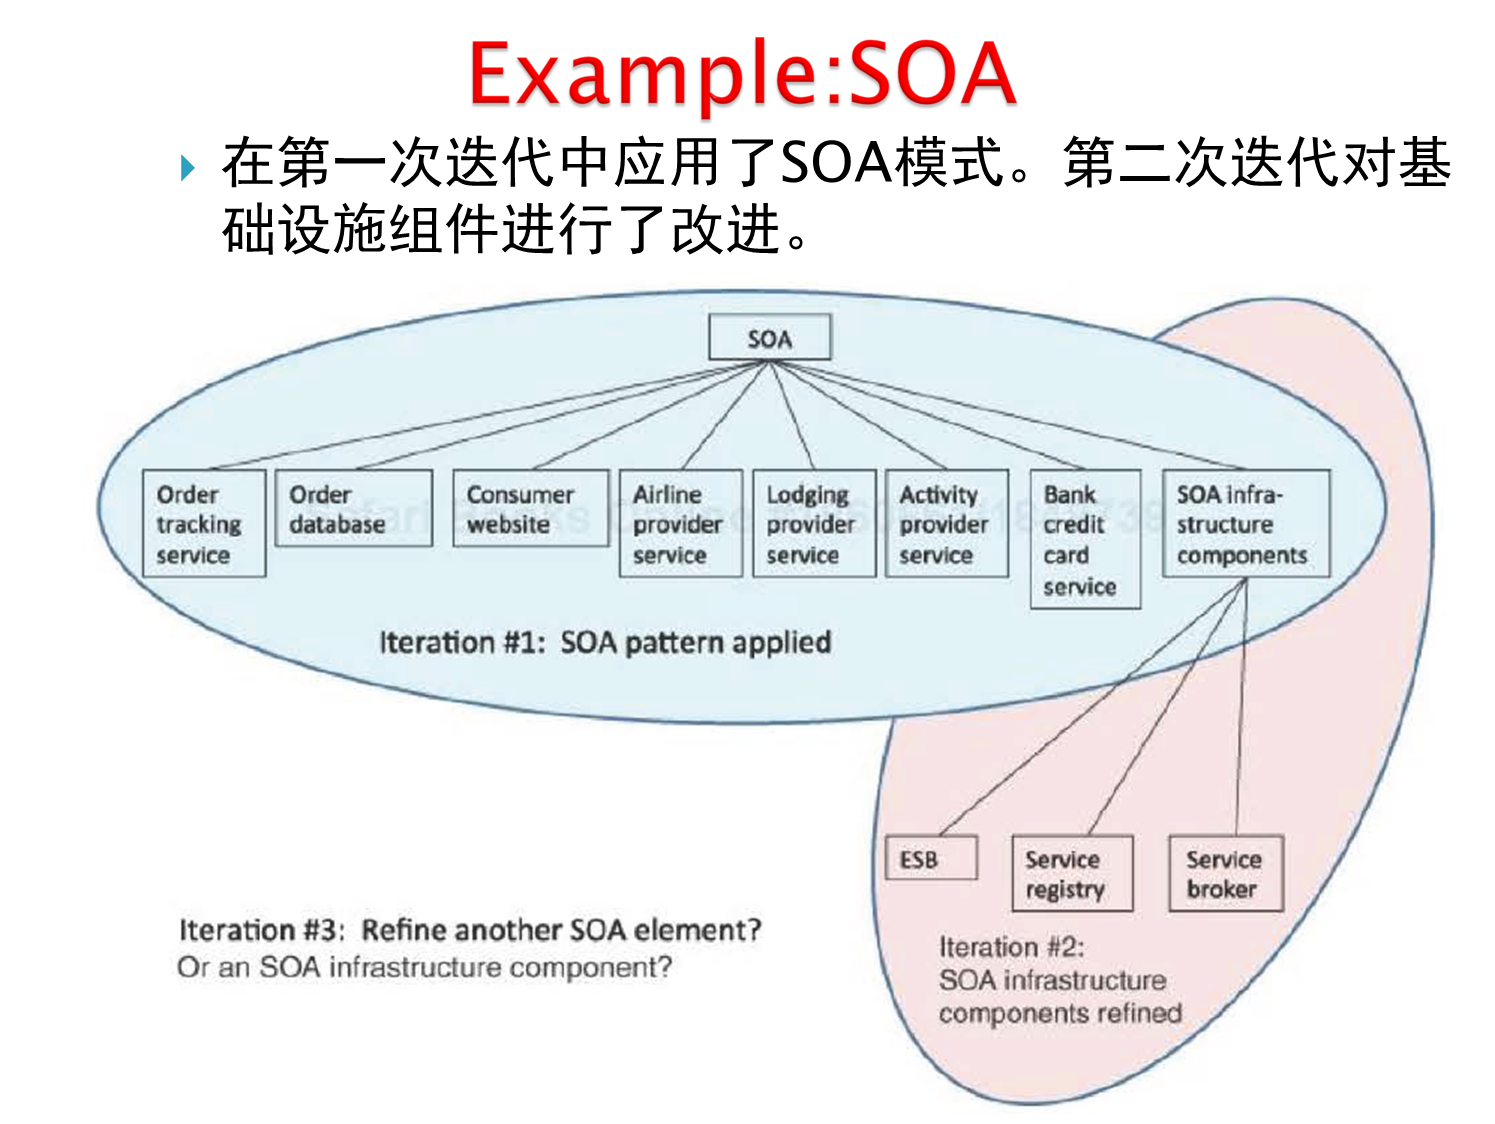 Example:SOA
在第一次迭代中应用了SOA模式。第二次迭代对基
础设施组件进行了改进。
SOA
Order
tracking
service
Order
database
Consumer
website
Airline
provider
service
Lodging
provider
service
Activity
provider
service
Bank
credit
card
service
SOA infra-
structure
components
Iteration #1: SOA pattern applied
ESB
Service
registry
Service
broker
Iteration #3: Refine another SOA element?
Or an SOA infrastructure component?
Iteration #2:
SOA infrastructure
components refined